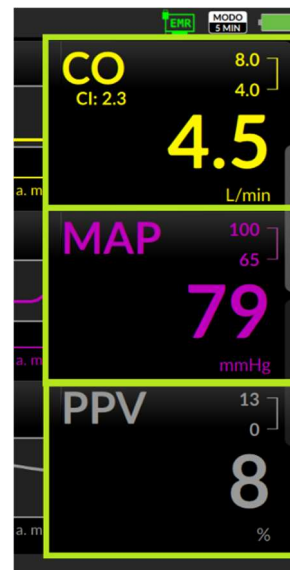 EMR
MODO
5 MIN
CO
CI: 2.3
8.0
4.0
4.5
L/min
a. m
MAP
100
65
79
mmHg
a. m
PPV
13
0
8
%
a. m